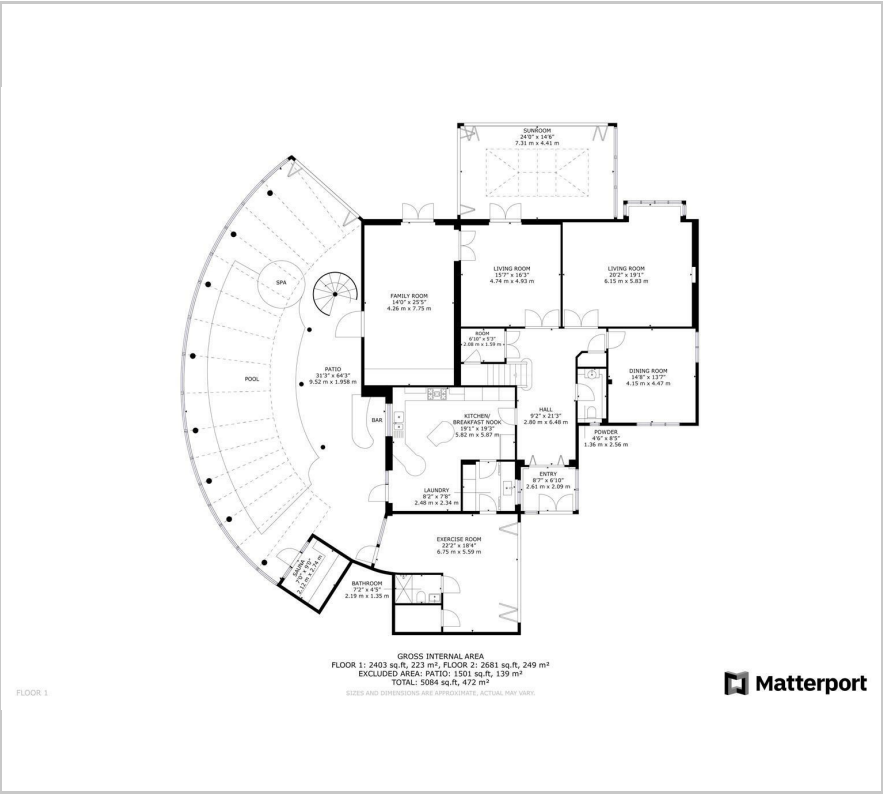 SUNROOM
24'0" x 14'6"
7.31 m x 4.41 m
SPA
FAMILY ROOM
14'0" x 25'5"
4.26 m x 7.75 m
LIVING ROOM
15'7" x 16'3"
4.74 m x 4.93 m
LIVING ROOM
20'2" x 19'1"
6.15 m x 5.83 m
ROOM
6'10" x 5'3"
2.08 m x 1.59 m
PATIO
31'3" x 64'3"
9.52 m x 1.958 m
POOL
DINING ROOM
14'8" x 13'7"
4.15 m x 4.47 m
BAR
KITCHEN/
BREAKFAST NOOK
19'1" x 19'3"
5.82 m x 5.87 m
HALL
9'2" x 21'3"
2.80 m x 6.48 m
POWDER
4'6" x 8'5"
1.36 m x 2.56 m
LAUNDRY
8'2" x 7'8"
2.48 m x 2.34 m
ENTRY
8'7" x 6'10"
2.61 m x 2.09 m
EXERCISE ROOM
22'2" x 18'4"
6.75 m x 5.59 m
SAUNA
7'0" x 9'0"
2.12 m x 2.74 m
BATHROOM
7'2" x 4'5"
2.19 m x 1.35 m
GROSS INTERNAL AREA
FLOOR 1: 2403 sq.ft, 223 m², FLOOR 2: 2681 sq.ft, 249 m²
EXCLUDED AREA: PATIO: 1501 sq.ft, 139 m²
TOTAL: 5084 sq.ft, 472 m²
SIZES AND DIMENSIONS ARE APPROXIMATE, ACTUAL MAY VARY.
FLOOR 1
Matterport